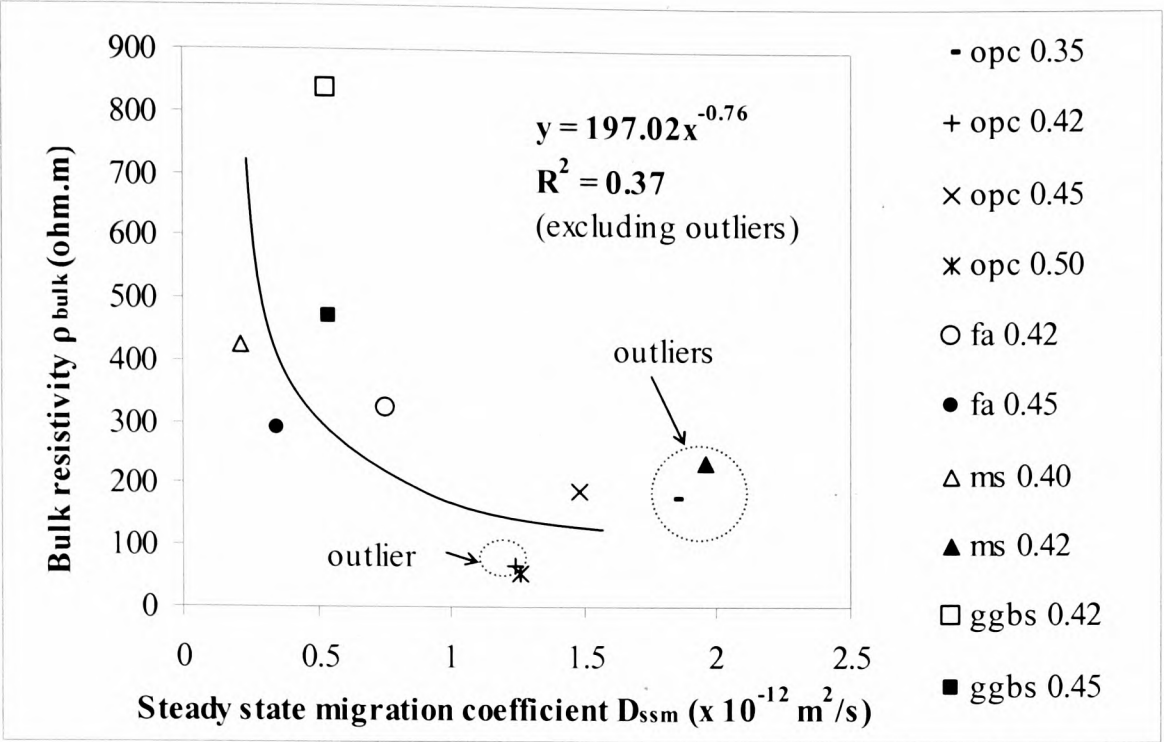 900
800
700
600
500
400
300
200
100
0
Bulk resistivity ρ bulk (ohm.m)
y = 197.02x^-0.76
R² = 0.37
(excluding outliers)
outliers
outlier
0 0.5 1 1.5 2 2.5
Steady state migration coefficient Dssm (x 10^-12 m²/s)
opc 0.35
opc 0.42
opc 0.45
opc 0.50
fa 0.42
fa 0.45
ms 0.40
ms 0.42
ggbs 0.42
ggbs 0.45